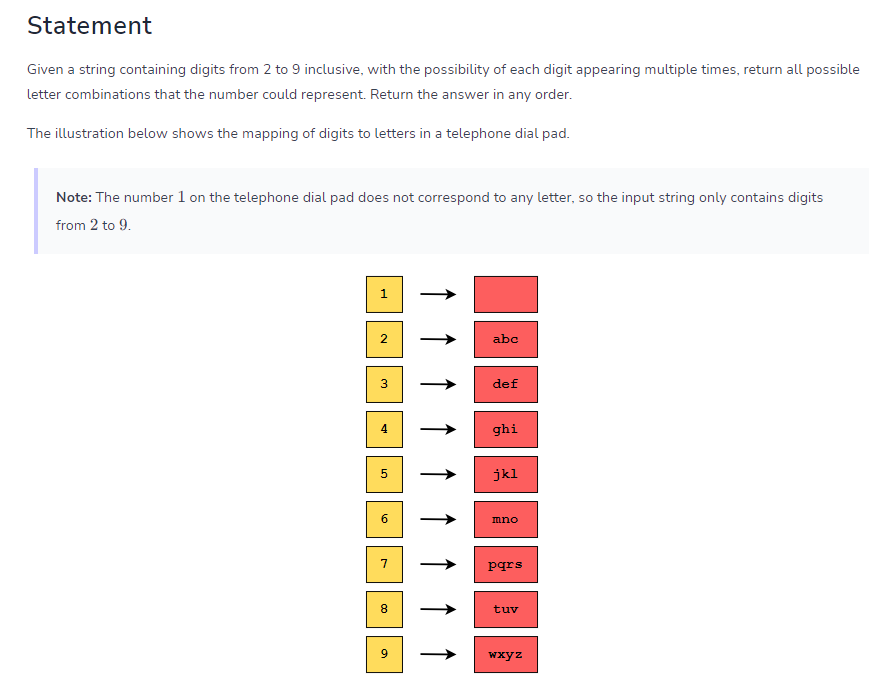 Statement
Given a string containing digits from 2 to 9 inclusive, with the possibility of each digit appearing multiple times, return all possible
letter combinations that the number could represent. Return the answer in any order.
The illustration below shows the mapping of digits to letters in a telephone dial pad.
Note: The number 1 on the telephone dial pad does not correspond to any letter, so the input string only contains digits
from 2 to 9.
1
2 abc
3 def
4 ghi
5 jkl
6 mno
7 pqrs
8 tuv
9 wxyz